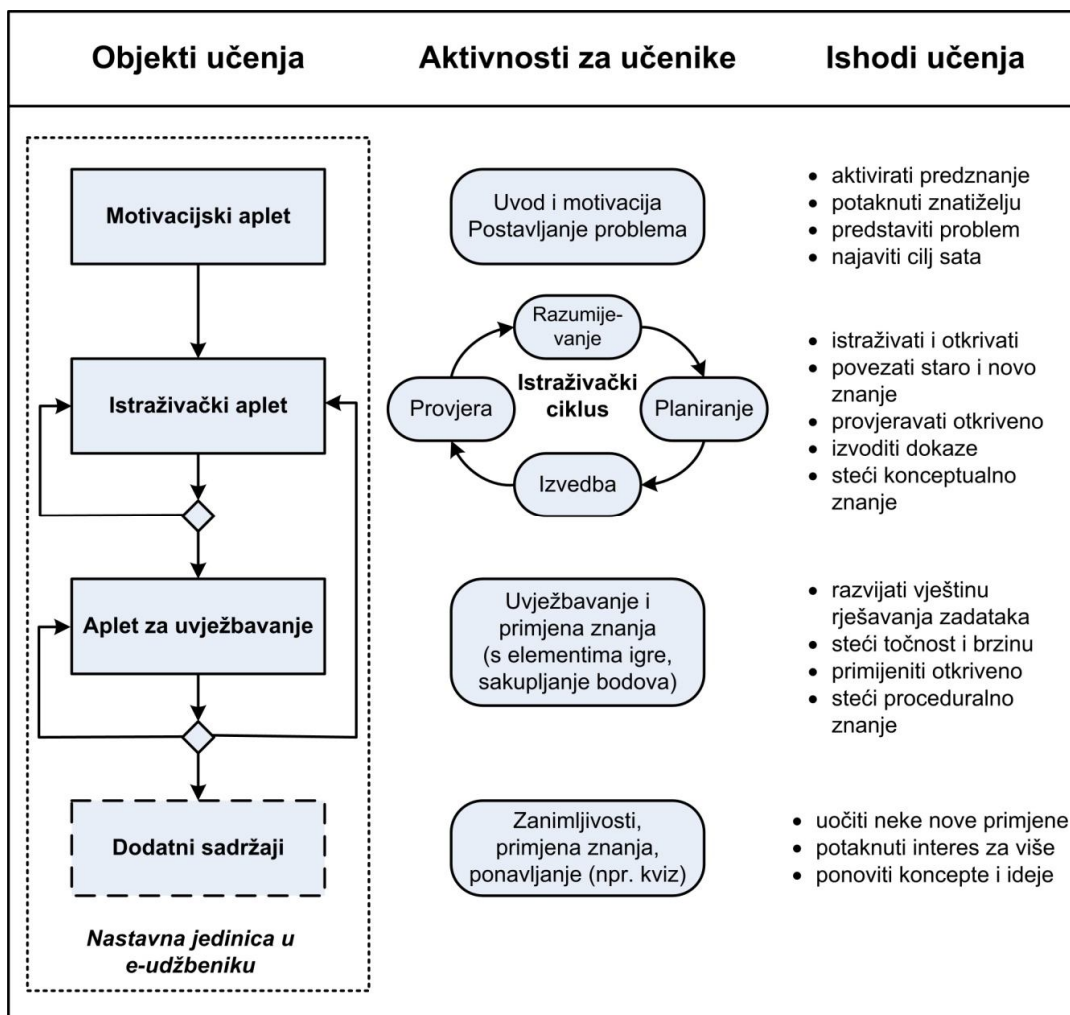 Objekti učenja
Aktivnosti za učenike
Ishodi učenja
Motivacijski aplet
Uvod i motivacija
Postavljanje problema
• aktivirati predznanje
• potaknuti znatiželju
• predstaviti problem
• najaviti cilj sata
Istraživački aplet
Razumije-
vanje
Istraživački
ciklus
Provjera
Planiranje
Izvedba
• istraživati i otkrivati
• povezati staro i novo
znanje
• provjeravati otkriveno
• izvoditi dokaze
• steći konceptualno
znanje
Aplet za uvježbavanje
Uvježbavanje i
primjena znanja
(s elementima igre,
sakupljanje bodova)
• razvijati vještinu
rješavanja zadataka
• steći točnost i brzinu
• primijeniti otkriveno
• steći proceduralno
znanje
Dodatni sadržaji
Zanimljivosti,
primjena znanja,
ponavljanje (npr. kviz)
• uočiti neke nove primjene
• potaknuti interes za više
• ponoviti koncepte i ideje
Nastavna jedinica u
e-udžbeniku